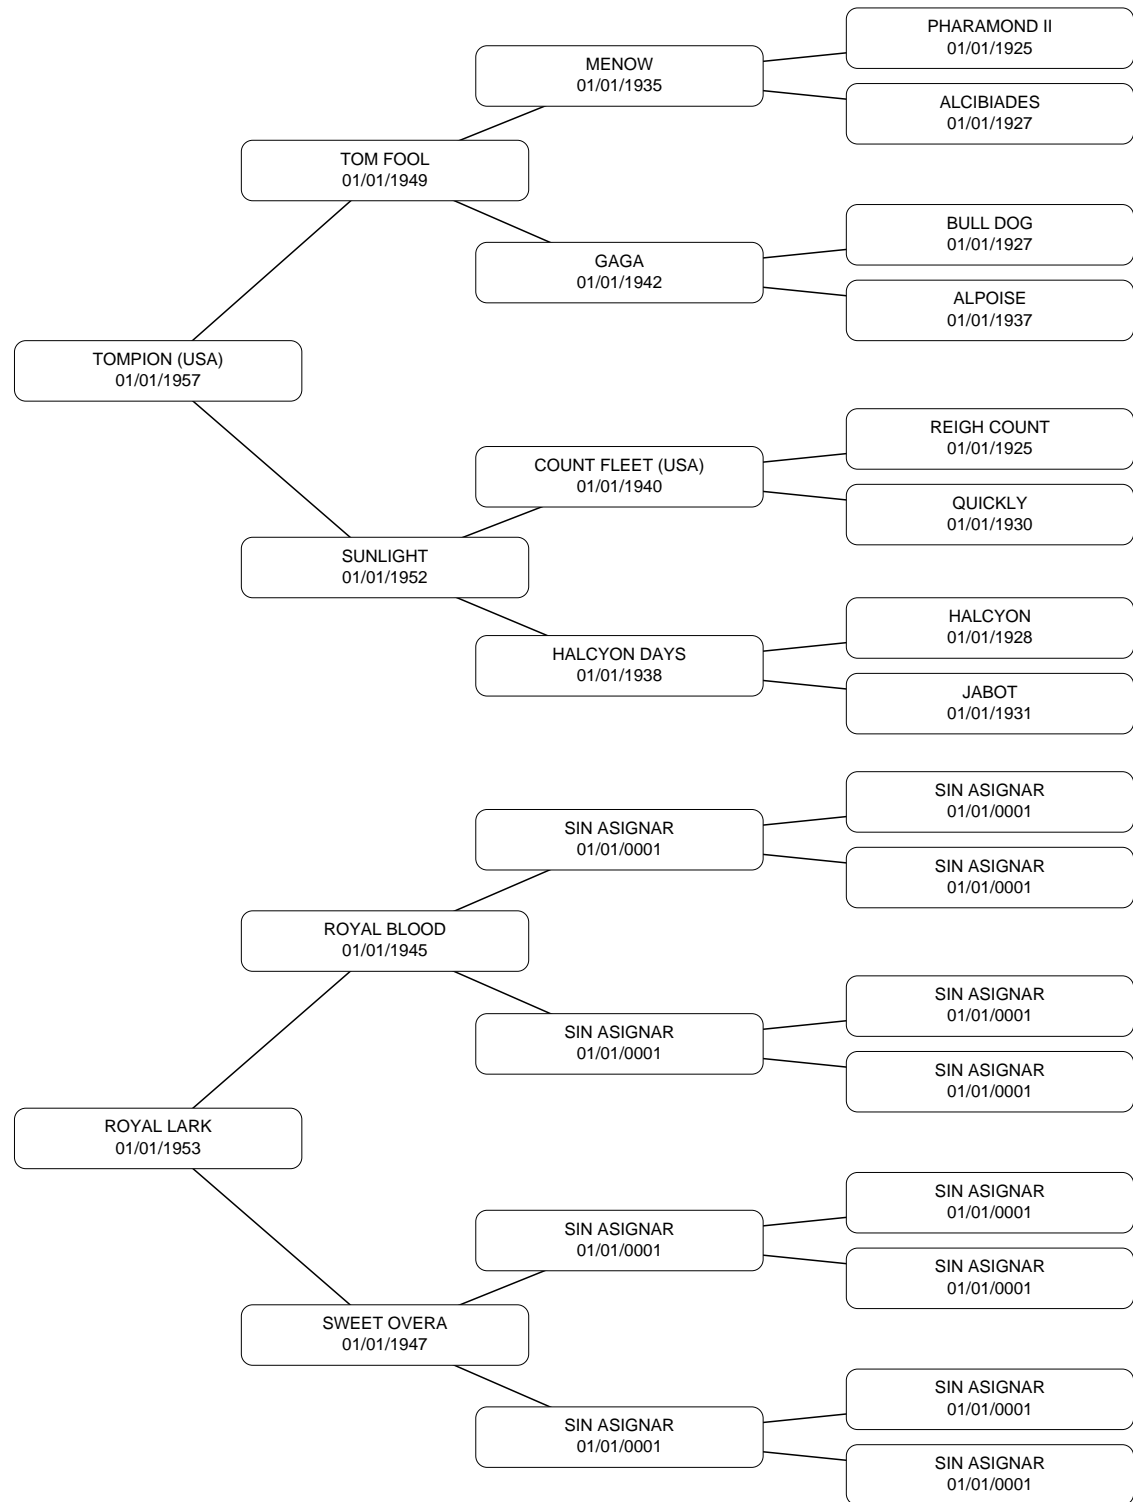 PHARAMOND II
01/01/1925
MENOW
01/01/1935
ALCIBIADES
01/01/1927
TOM FOOL
01/01/1949
BULL DOG
01/01/1927
GAGA
01/01/1942
ALPOISE
01/01/1937
TOMPION (USA)
01/01/1957
REIGH COUNT
01/01/1925
COUNT FLEET (USA)
01/01/1940
QUICKLY
01/01/1930
SUNLIGHT
01/01/1952
HALCYON
01/01/1928
HALCYON DAYS
01/01/1938
JABOT
01/01/1931
SIN ASIGNAR
01/01/0001
SIN ASIGNAR
01/01/0001
SIN ASIGNAR
01/01/0001
ROYAL BLOOD
01/01/1945
SIN ASIGNAR
01/01/0001
SIN ASIGNAR
01/01/0001
SIN ASIGNAR
01/01/0001
ROYAL LARK
01/01/1953
SIN ASIGNAR
01/01/0001
SIN ASIGNAR
01/01/0001
SIN ASIGNAR
01/01/0001
SWEET OVERA
01/01/1947
SIN ASIGNAR
01/01/0001
SIN ASIGNAR
01/01/0001
SIN ASIGNAR
01/01/0001